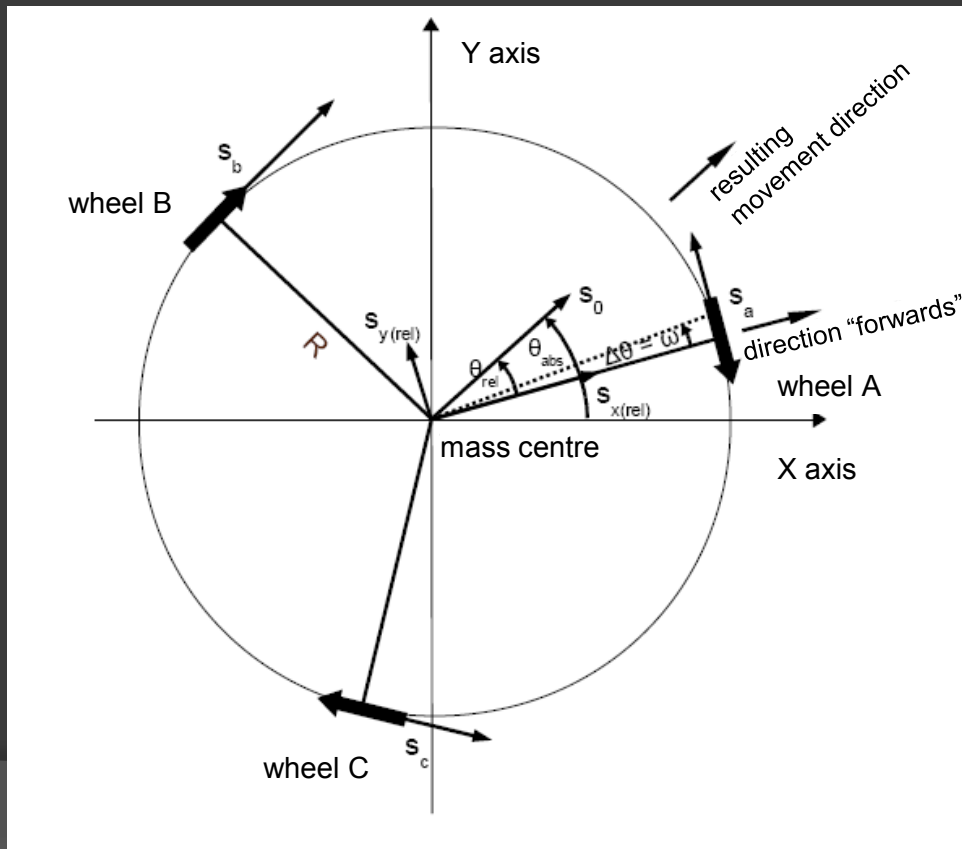 Y axis
resulting
movement direction
s_b
wheel B
s_0
s_a
s_y(rel)
R
θ_abs
Δθ = ω
direction “forwards”
θ_rel
s_x(rel)
wheel A
mass centre
X axis
s_c
wheel C